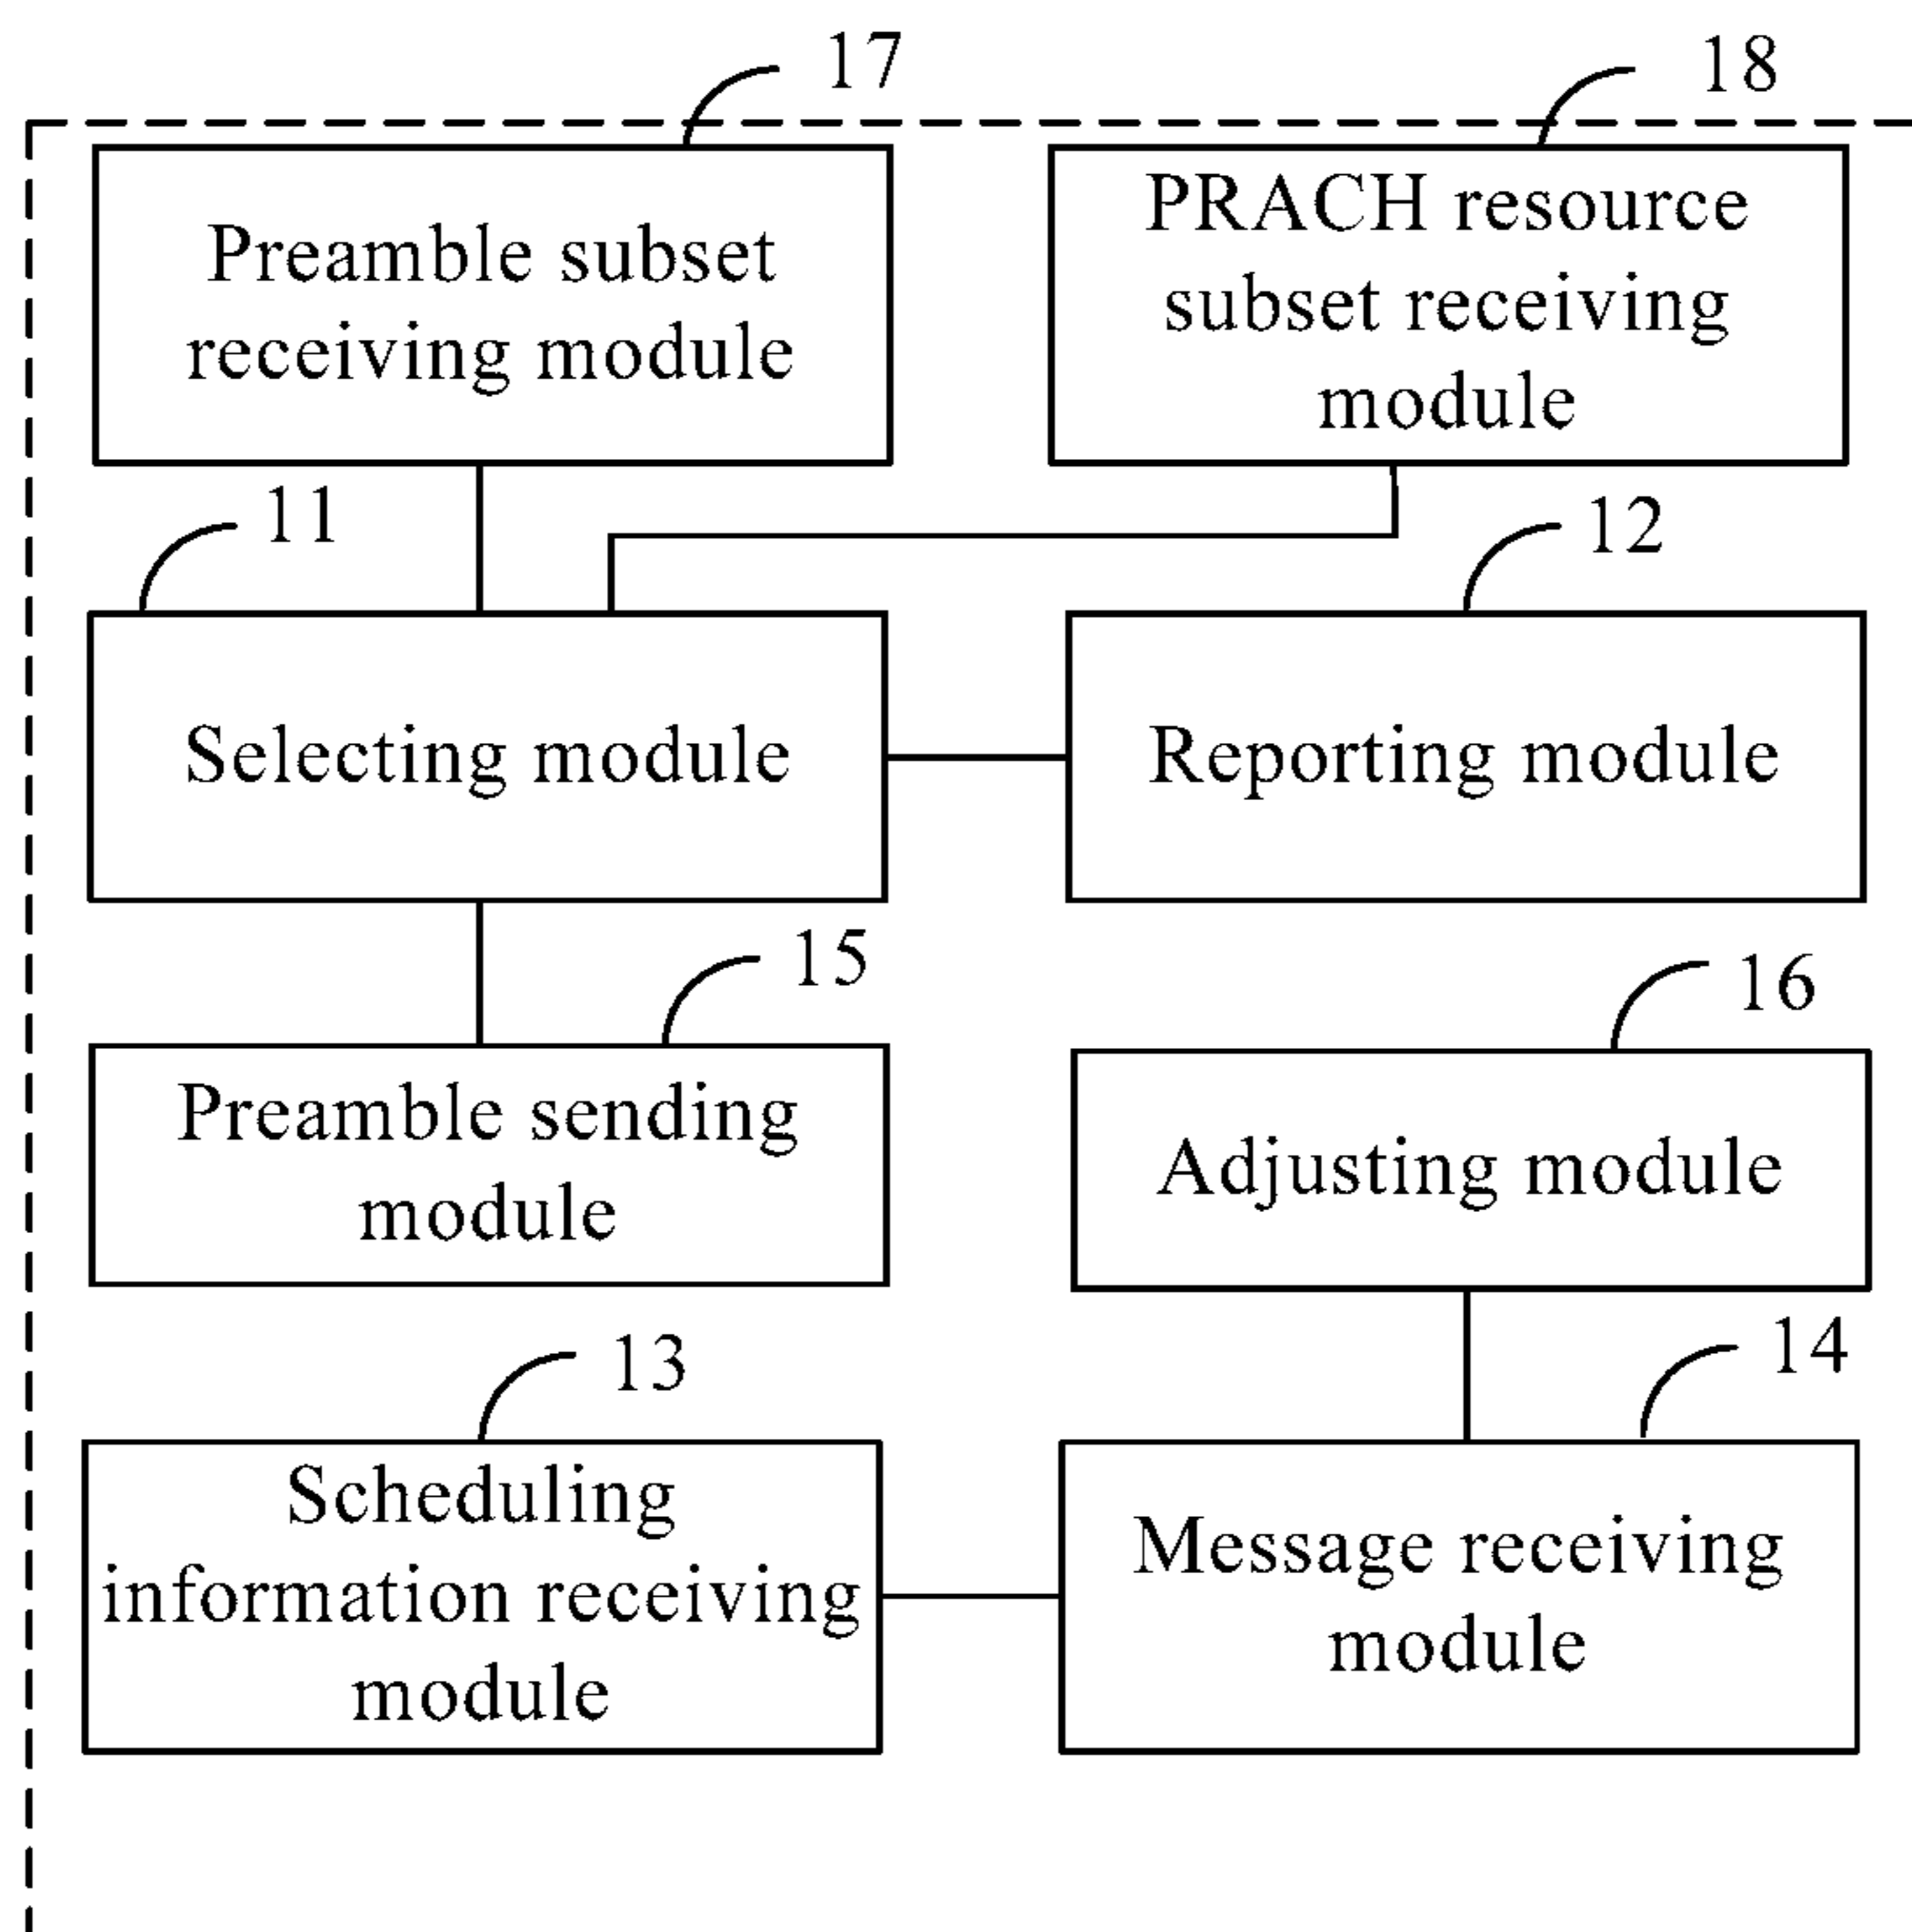 17
18
Preamble subset
receiving module
PRACH resource
subset receiving
module
11
12
Selecting module
Reporting module
15
16
Preamble sending
module
Adjusting module
13
14
Scheduling
information receiving
module
Message receiving
module